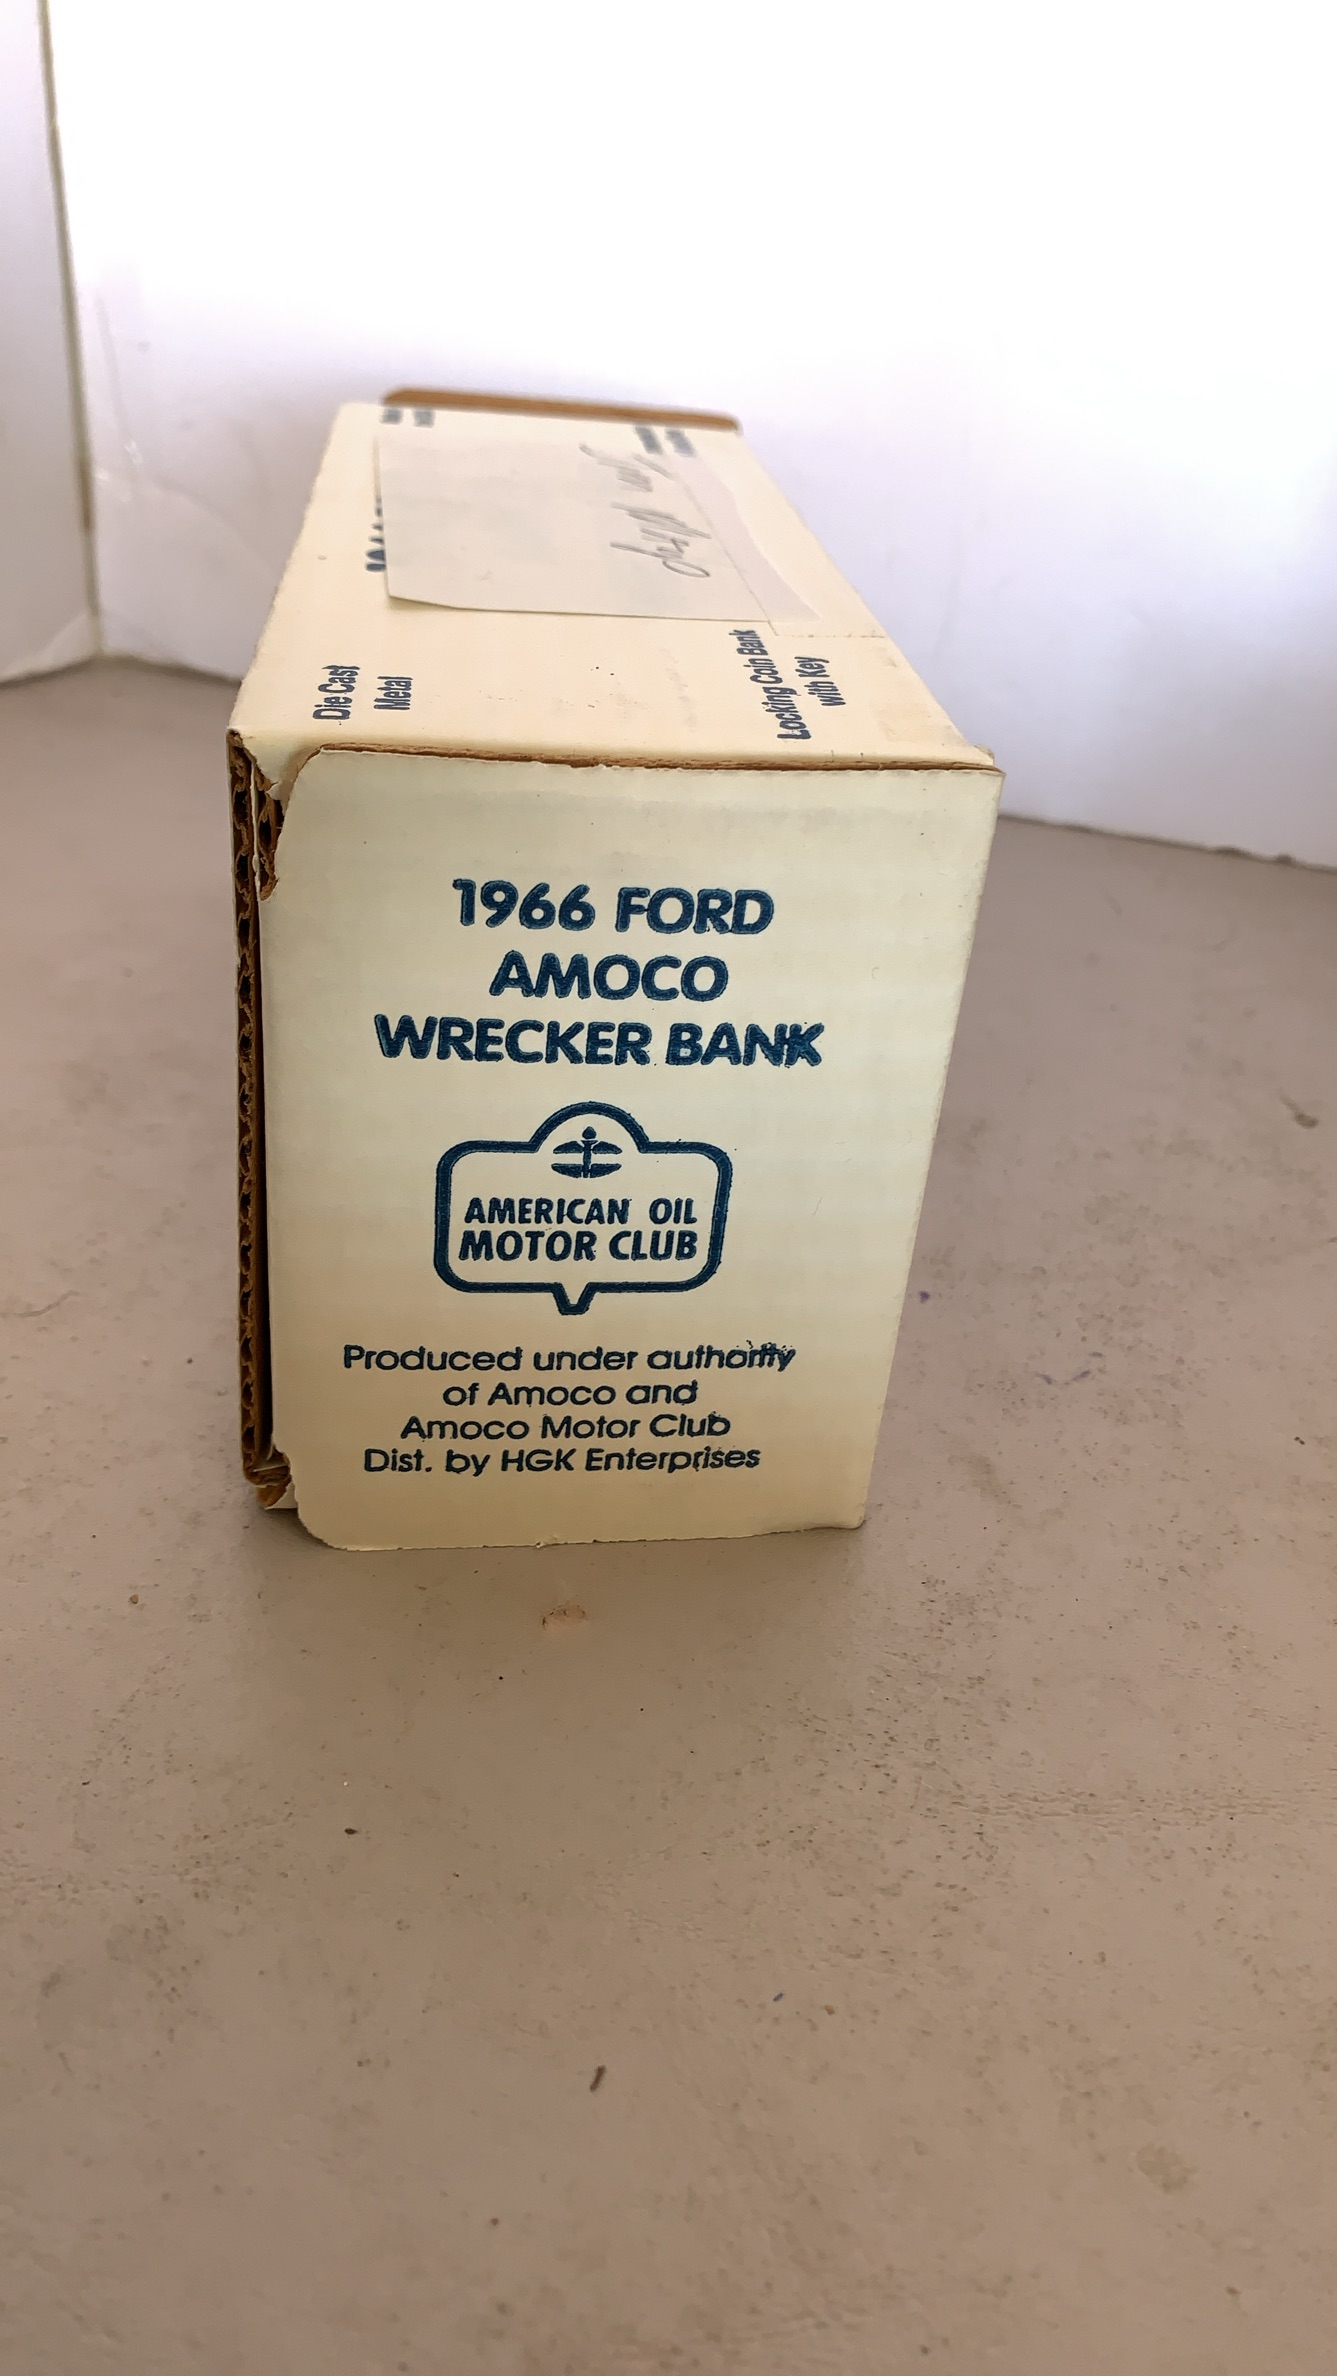 Die Cast
Metal
Locking Coin Bank
with Key
1966 FORD
AMOCO
WRECKER BANK
AMERICAN OIL
MOTOR CLUB
Produced under authority
of Amoco and
Amoco Motor Club
Dist. by HGK Enterprises